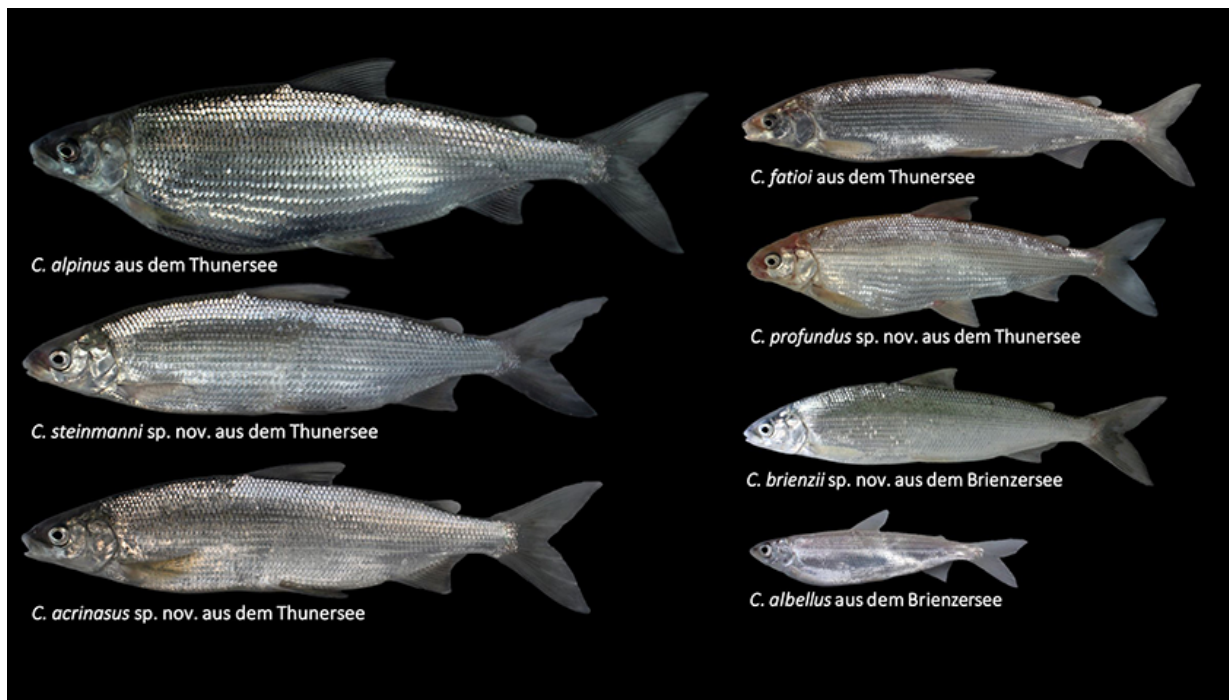 C. alpinus aus dem Thunersee
C. steinmanni sp. nov. aus dem Thunersee
C. acrinasus sp. nov. aus dem Thunersee
C. fatioi aus dem Thunersee
C. profundus sp. nov. aus dem Thunersee
C. brienzii sp. nov. aus dem Brienzersee
C. albellus aus dem Brienzersee